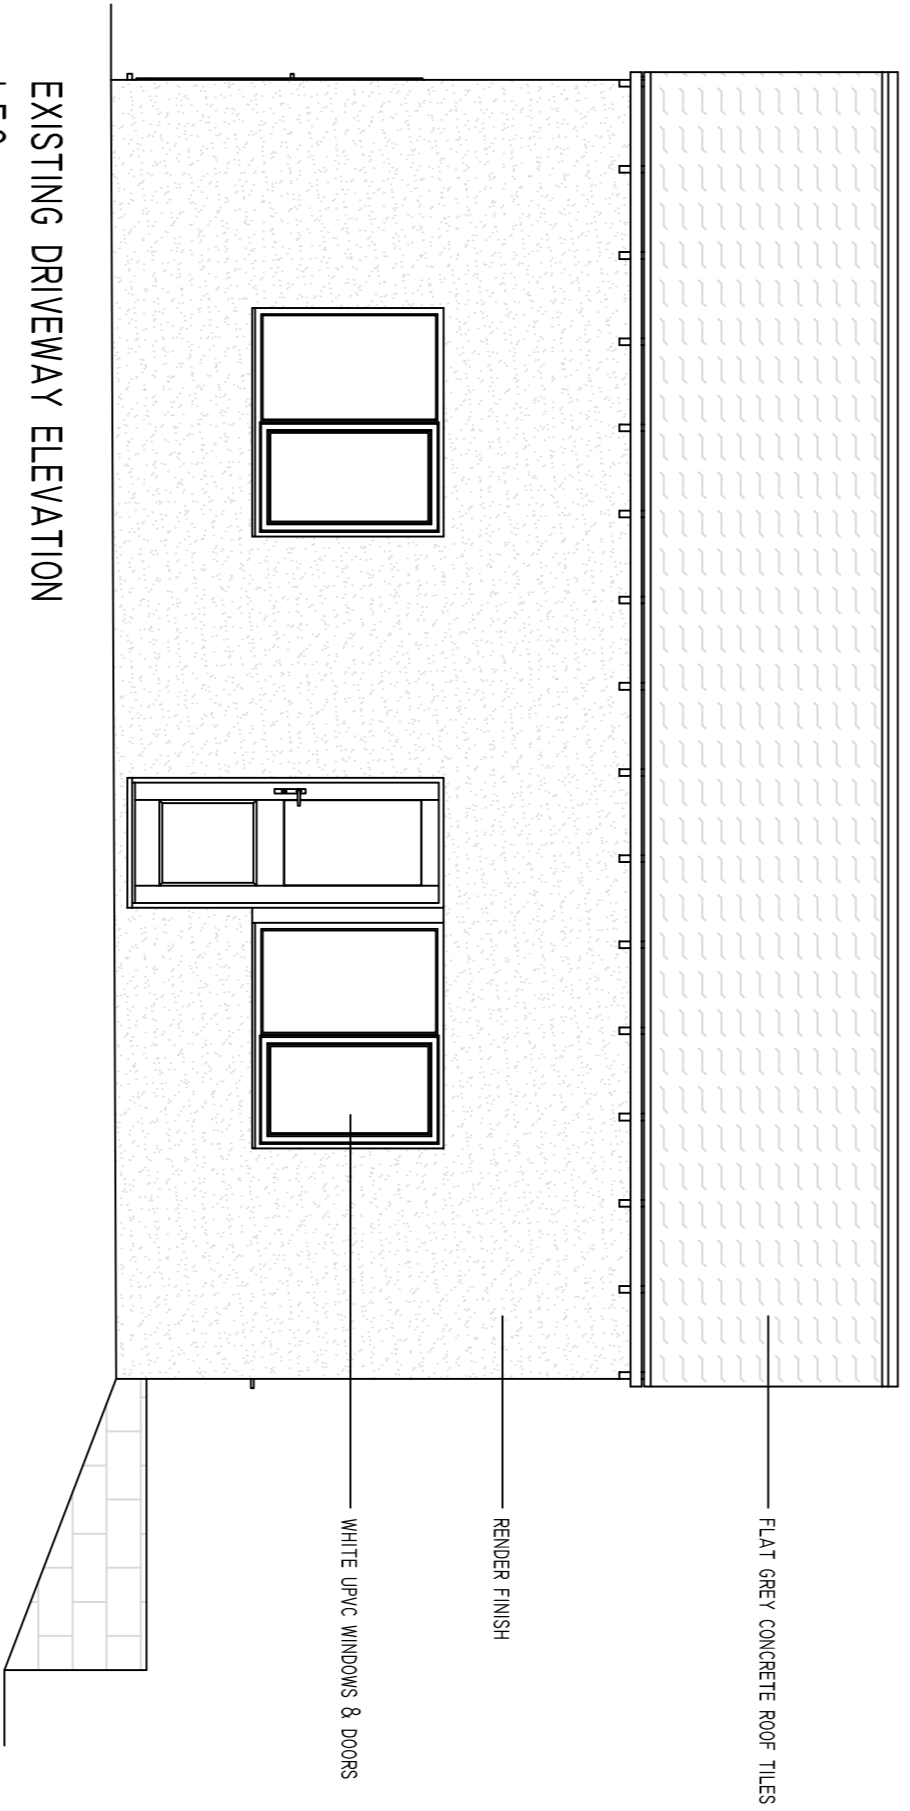 FLAT GREY CONCRETE ROOF TILES
RENDER FINISH
WHITE UPVC WINDOWS & DOORS
EXISTING DRIVEWAY ELEVATION